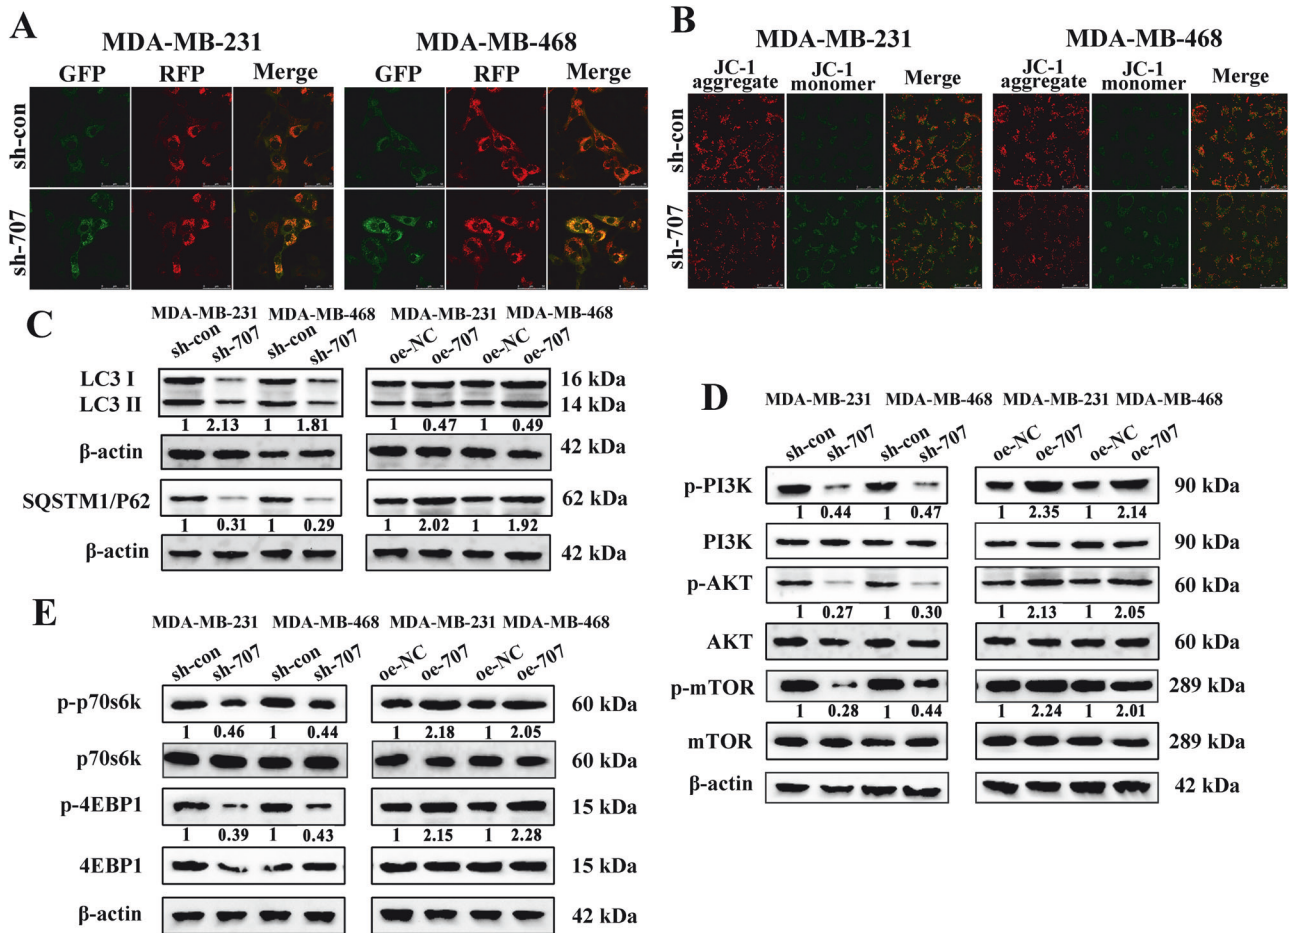 A
MDA-MB-231 MDA-MB-468
GFP RFP Merge GFP RFP Merge
sh-con
sh-707
B
MDA-MB-231 MDA-MB-468
JC-1 aggregate JC-1 monomer Merge JC-1 aggregate JC-1 monomer Merge
sh-con
sh-707
C
MDA-MB-231 MDA-MB-468 MDA-MB-231 MDA-MB-468
sh-con sh-707 sh-con sh-707 oe-NC oe-707 oe-NC oe-707
LC3 I 16 kDa
LC3 II 14 kDa
1 2.13 1 1.81 1 0.47 1 0.49
β-actin 42 kDa
SQSTM1/P62 62 kDa
1 0.31 1 0.29 1 2.02 1 1.92
β-actin 42 kDa
D
MDA-MB-231 MDA-MB-468 MDA-MB-231 MDA-MB-468
sh-con sh-707 sh-con sh-707 oe-NC oe-707 oe-NC oe-707
p-PI3K 90 kDa
1 0.44 1 0.47 1 2.35 1 2.14
PI3K 90 kDa
p-AKT 60 kDa
1 0.27 1 0.30 1 2.13 1 2.05
AKT 60 kDa
p-mTOR 289 kDa
1 0.28 1 0.44 1 2.24 1 2.01
mTOR 289 kDa
β-actin 42 kDa
E
MDA-MB-231 MDA-MB-468 MDA-MB-231 MDA-MB-468
sh-con sh-707 sh-con sh-707 oe-NC oe-707 oe-NC oe-707
p-p70s6k 60 kDa
1 0.46 1 0.44 1 2.18 1 2.05
p70s6k 60 kDa
p-4EBP1 15 kDa
1 0.39 1 0.43 1 2.15 1 2.28
4EBP1 15 kDa
β-actin 42 kDa